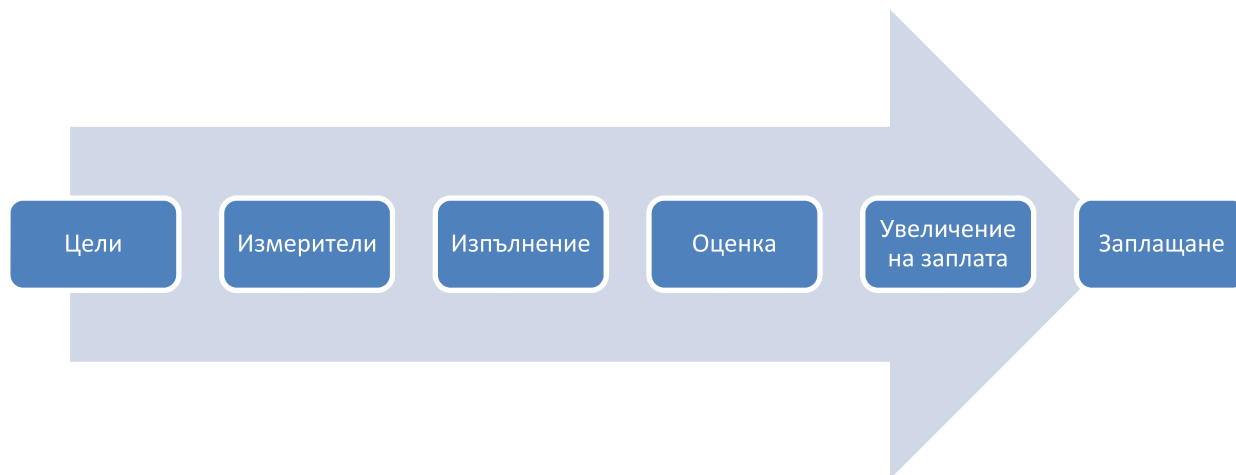 Цели
Измерители
Изпълнение
Оценка
Увеличение
на заплата
Заплащане